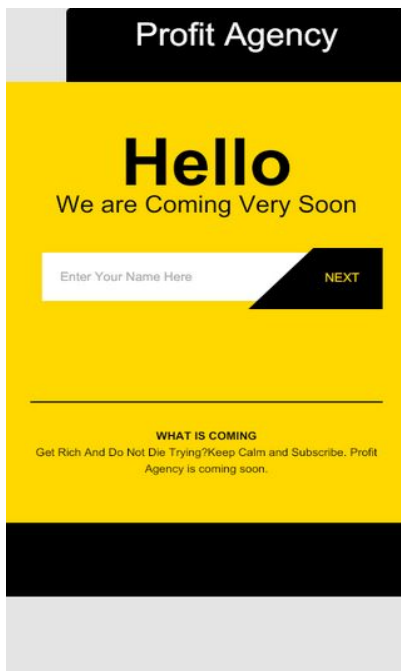 Profit Agency
Hello
We are Coming Very Soon
Enter Your Name Here
NEXT
WHAT IS COMING
Get Rich And Do Not Die Trying?Keep Calm and Subscribe. Profit
Agency is coming soon.